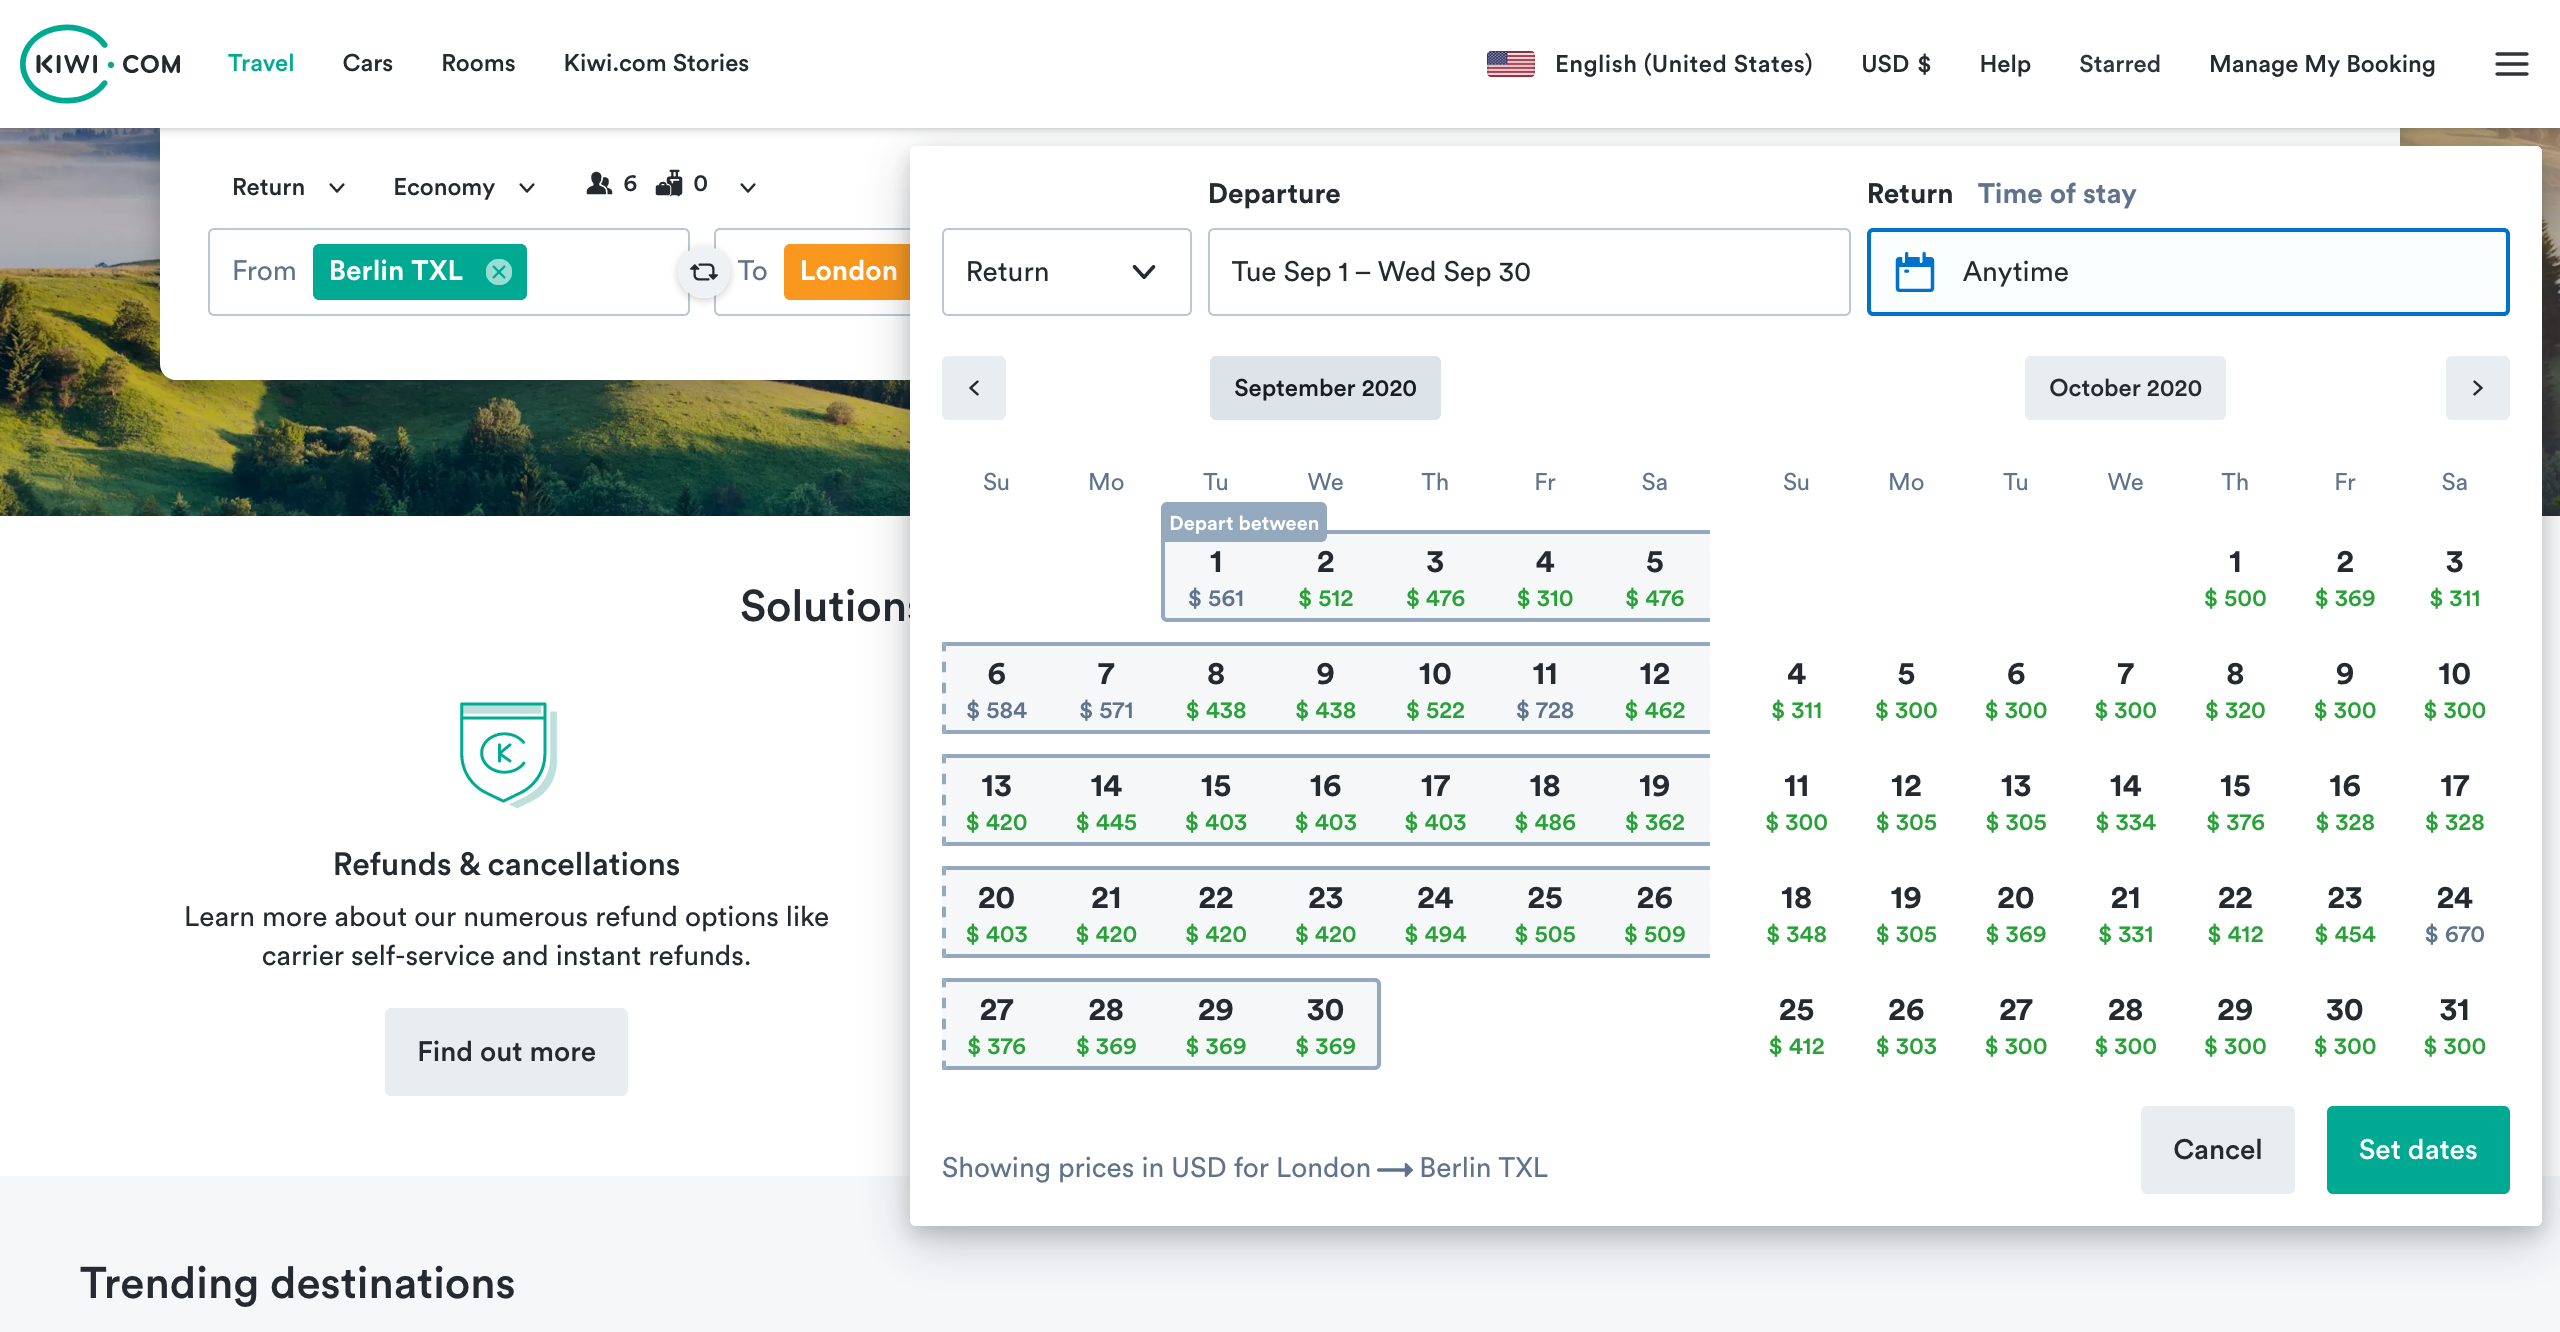 KIWI.COM Travel Cars Rooms Kiwi.com Stories English (United States) USD $ Help Starred Manage My Booking
Return Economy 6 0
From Berlin TXL To London
Departure Return Time of stay
Return Tue Sep 1 – Wed Sep 30 Anytime
September 2020 October 2020
Su Mo Tu We Th Fr Sa Su Mo Tu We Th Fr Sa
Depart between
1 2 3 4 5 1 2 3
$ 561 $ 512 $ 476 $ 310 $ 476 $ 500 $ 369 $ 311
6 7 8 9 10 11 12 4 5 6 7 8 9 10
$ 584 $ 571 $ 438 $ 438 $ 522 $ 728 $ 462 $ 311 $ 300 $ 300 $ 300 $ 320 $ 300 $ 300
13 14 15 16 17 18 19 11 12 13 14 15 16 17
$ 420 $ 445 $ 403 $ 403 $ 403 $ 486 $ 362 $ 300 $ 305 $ 305 $ 334 $ 376 $ 328 $ 328
20 21 22 23 24 25 26 18 19 20 21 22 23 24
$ 403 $ 420 $ 420 $ 420 $ 494 $ 505 $ 509 $ 348 $ 305 $ 369 $ 331 $ 412 $ 454 $ 670
27 28 29 30 25 26 27 28 29 30 31
$ 376 $ 369 $ 369 $ 369 $ 412 $ 303 $ 300 $ 300 $ 300 $ 300 $ 300
Showing prices in USD for London → Berlin TXL
Cancel Set dates
Solutions
Refunds & cancellations
Learn more about our numerous refund options like
carrier self-service and instant refunds.
Find out more
Trending destinations